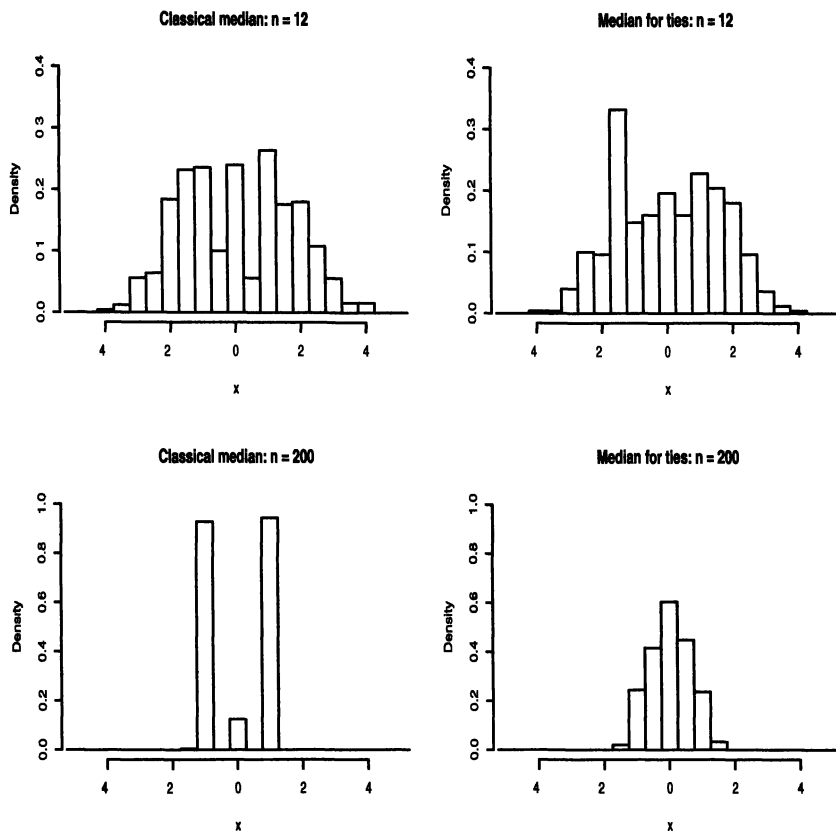 Classical median: n = 12
Density
0.0 0.1 0.2 0.3 0.4
4 2 0 2 4
x
Median for ties: n = 12
Density
0.0 0.1 0.2 0.3 0.4
4 2 0 2 4
x
Classical median: n = 200
Density
0.0 0.2 0.4 0.6 0.8 1.0
4 2 0 2 4
x
Median for ties: n = 200
Density
0.0 0.2 0.4 0.6 0.8 1.0
4 2 0 2 4
x